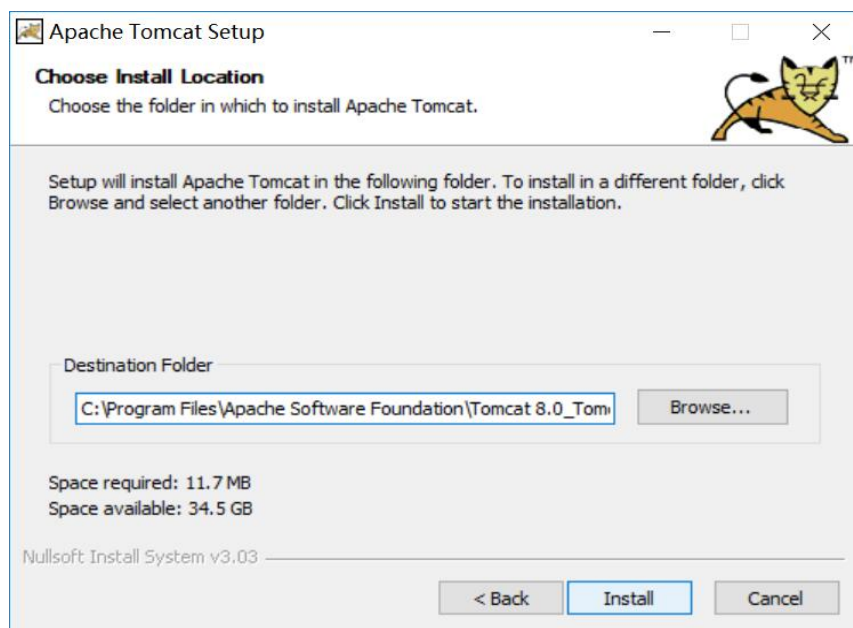 Apache Tomcat Setup
Choose Install Location
Choose the folder in which to install Apache Tomcat.
TM
Setup will install Apache Tomcat in the following folder. To install in a different folder, click
Browse and select another folder. Click Install to start the installation.
Destination Folder
C:\Program Files\Apache Software Foundation\Tomcat 8.0_Tom
Browse...
Space required: 11.7 MB
Space available: 34.5 GB
Nullsoft Install System v3.03
< Back
Install
Cancel